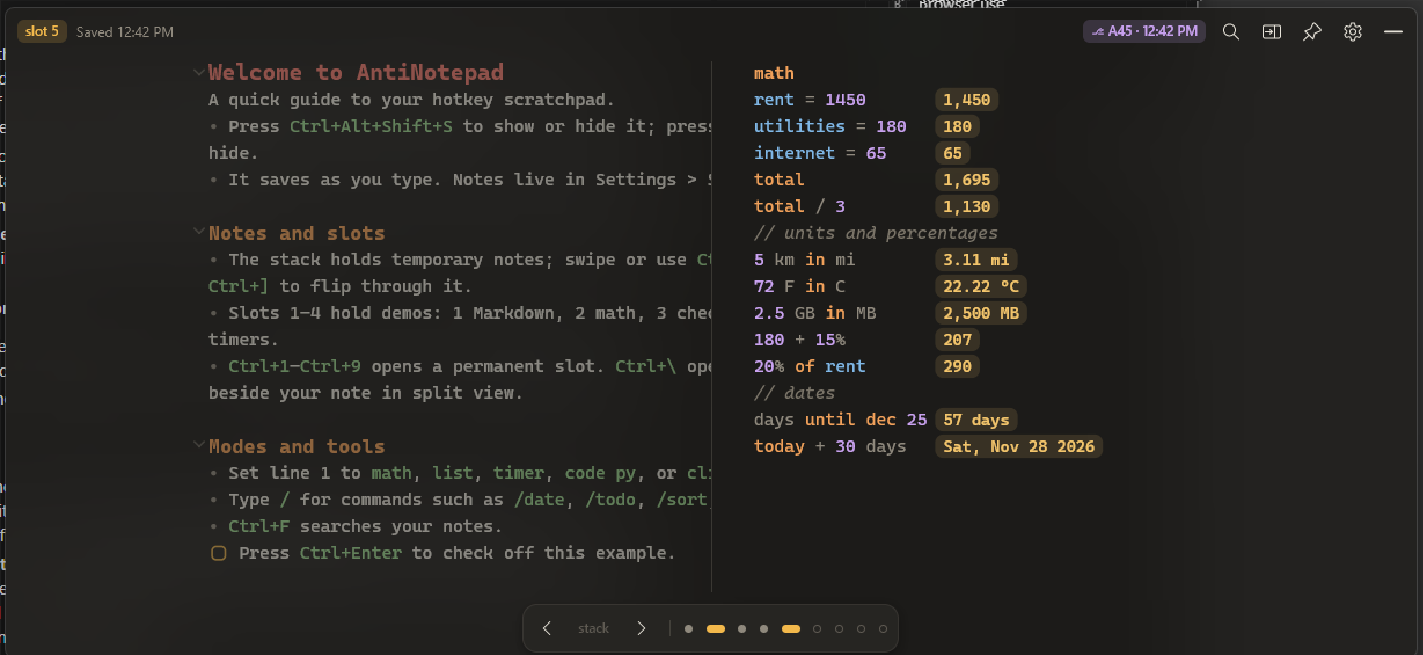 browser use
slot 5 Saved 12:42 PM
A45 · 12:42 PM
Welcome to AntiNotepad
A quick guide to your hotkey scratchpad.
• Press Ctrl+Alt+Shift+S to show or hide it; press
hide.
• It saves as you type. Notes live in Settings >
Notes and slots
• The stack holds temporary notes; swipe or use
Ctrl+] to flip through it.
• Slots 1–4 hold demos: 1 Markdown, 2 math, 3
timers.
• Ctrl+1–Ctrl+9 opens a permanent slot. Ctrl+\
beside your note in split view.
Modes and tools
• Set line 1 to math, list, timer, code py, or
• Type / for commands such as /date, /todo, /sort
• Ctrl+F searches your notes.
Press Ctrl+Enter to check off this example.
math
rent = 1450 1,450
utilities = 180 180
internet = 65 65
total 1,695
total / 3 1,130
// units and percentages
5 km in mi 3.11 mi
72 F in C 22.22 °C
2.5 GB in MB 2,500 MB
180 + 15% 207
20% of rent 290
// dates
days until dec 25 57 days
today + 30 days Sat, Nov 28 2026
stack